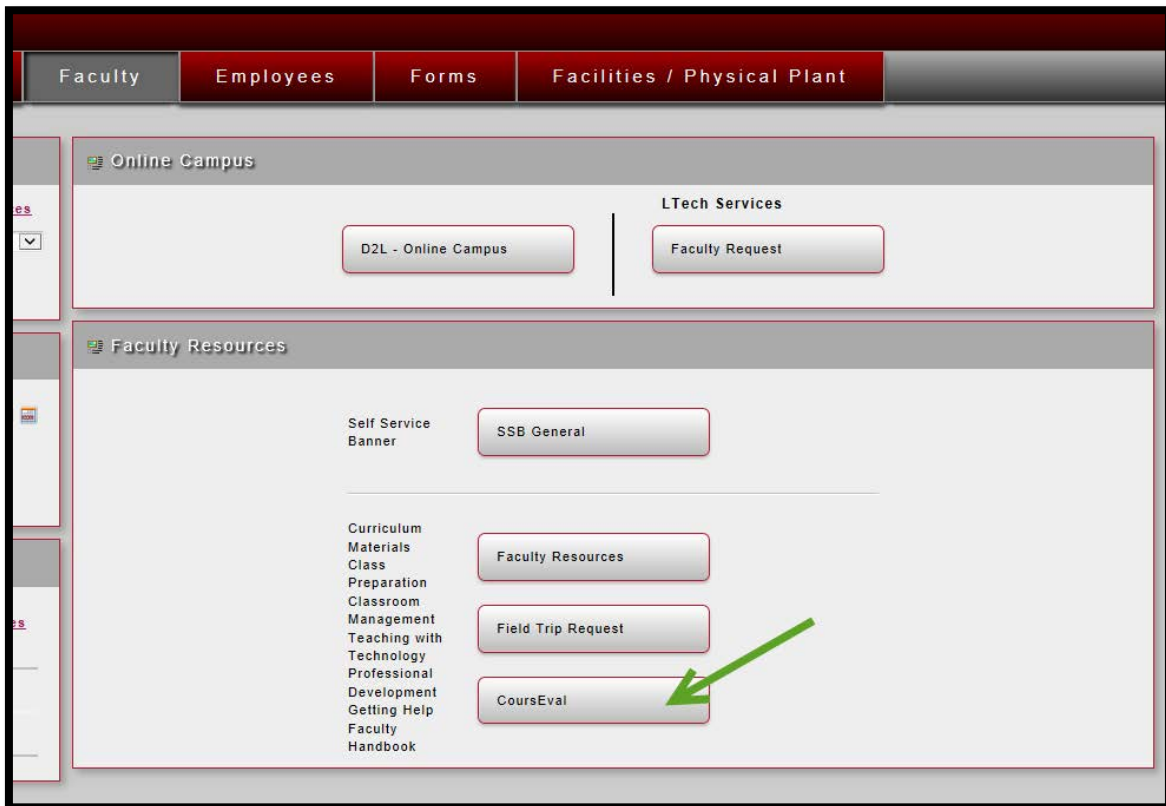 Faculty
Employees
Forms
Facilities / Physical Plant
es
Online Campus
LTech Services
D2L - Online Campus
Faculty Request
Faculty Resources
Self Service
Banner
SSB General
Curriculum
Materials
Class
Preparation
Classroom
Management
Teaching with
Technology
Professional
Development
Getting Help
Faculty
Handbook
Faculty Resources
Field Trip Request
CoursEval
es